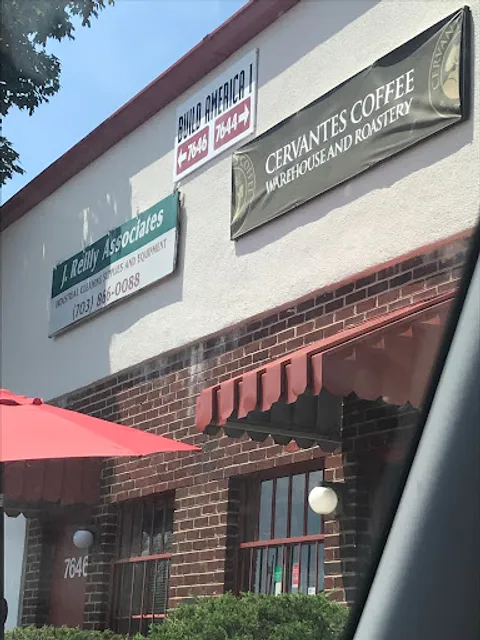 BUILD AMERICA 1
← 7646 7644 →
CERVANTES COFFEE
WAREHOUSE AND ROASTERY
J. Reilly Associates
INDUSTRIAL CLEANING SUPPLIES AND EQUIPMENT
(703) 866-0088
7646